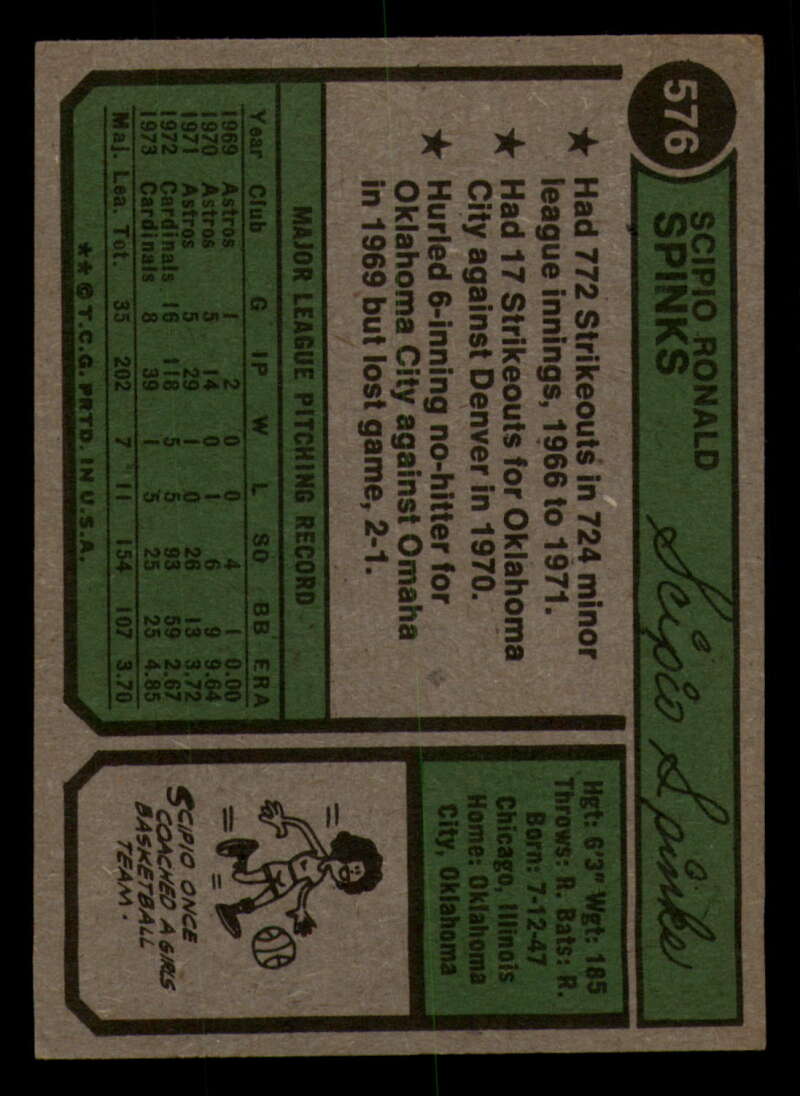 576
SCIPIO RONALD
SPINKS
Scipio Spinks
★ Had 772 Strikeouts in 724 minor
league innings, 1966 to 1971.
★ Had 17 Strikeouts for Oklahoma
City against Denver in 1970.
★ Hurled 6-inning no-hitter for
Oklahoma City against Omaha
in 1969 but lost game, 2-1.
Hgt: 6'3" Wgt: 185
Throws: R. Bats: R.
Born: 7-12-47
Chicago, Illinois
Home: Oklahoma
City, Oklahoma
MAJOR LEAGUE PITCHING RECORD
Year Club G IP W L SO BB ERA
1969 Astros 1 2 0 0 4 1 0.00
1970 Astros 5 14 0 1 6 9 9.64
1971 Astros 5 29 1 0 26 13 3.72
1972 Cardinals 16 118 5 5 93 59 2.67
1973 Cardinals 8 39 1 5 25 25 4.85
Maj. Lea. Tot. 35 202 7 11 154 107 3.70
**© T.C.G. PRTD. IN U.S.A.
SCIPIO ONCE
COACHED A GIRLS
BASKETBALL
TEAM.